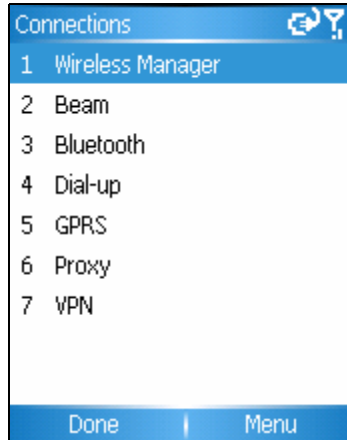 Connections
1 Wireless Manager
2 Beam
3 Bluetooth
4 Dial-up
5 GPRS
6 Proxy
7 VPN
Done Menu